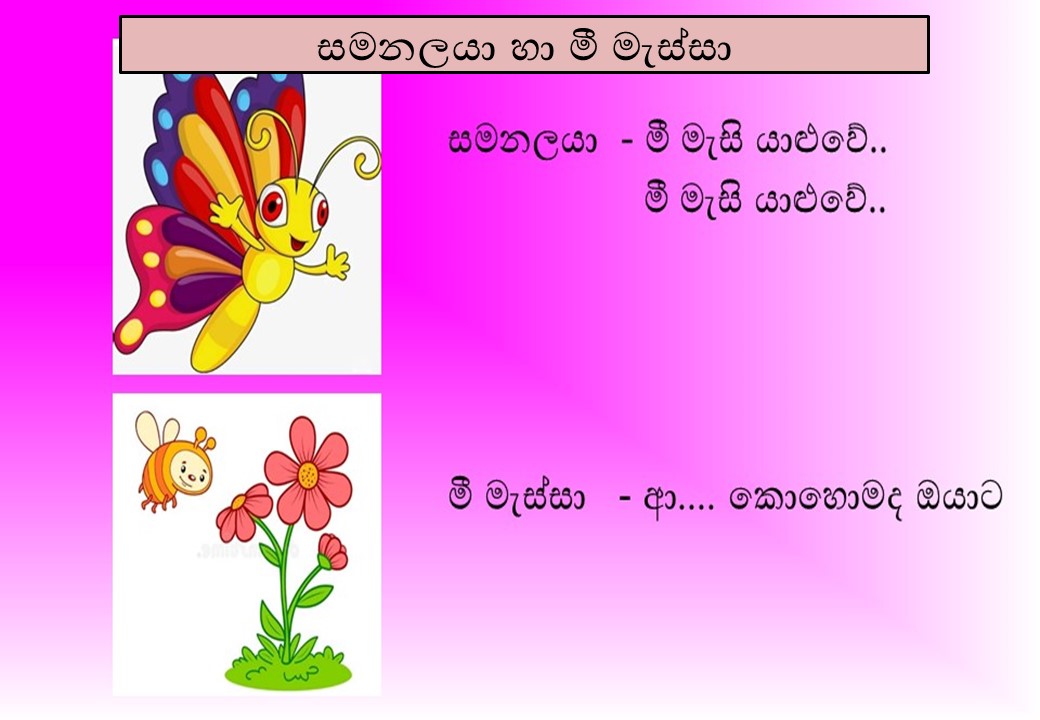 සමනලයා හා මී මැස්සා
සමනලයා - මී මැසි යාළුවේ..
මී මැසි යාළුවේ..
මී මැස්සා - ආ.... කොහොමද ඔයාට